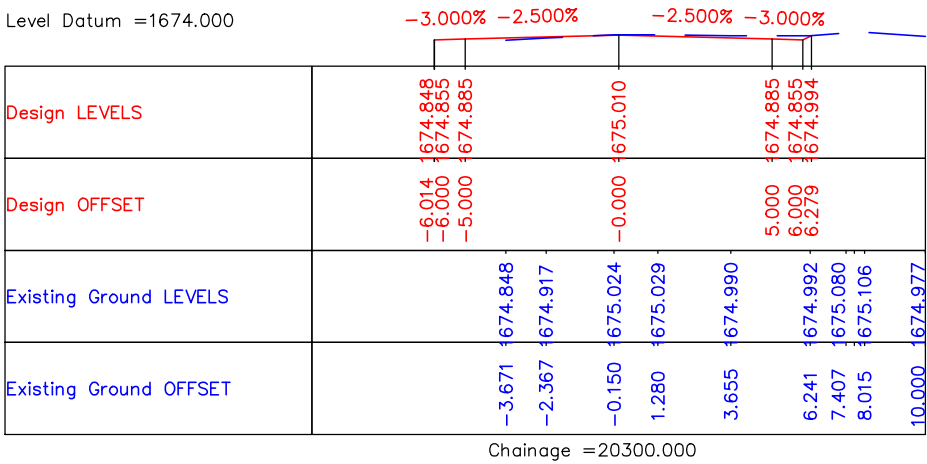 Level Datum =1674.000
-3.000% -2.500% -2.500% -3.000%
Design LEVELS 1674.848 1674.855 1674.885 1675.010 1674.885 1674.855 1674.994
Design OFFSET -6.014 -6.000 -5.000 -0.000 5.000 6.000 6.279
Existing Ground LEVELS 1674.848 1674.917 1675.024 1675.029 1674.990 1674.992 1675.080 1675.106 1674.977
Existing Ground OFFSET -3.671 -2.367 -0.150 1.280 3.655 6.241 7.407 8.015 10.000
Chainage =20300.000